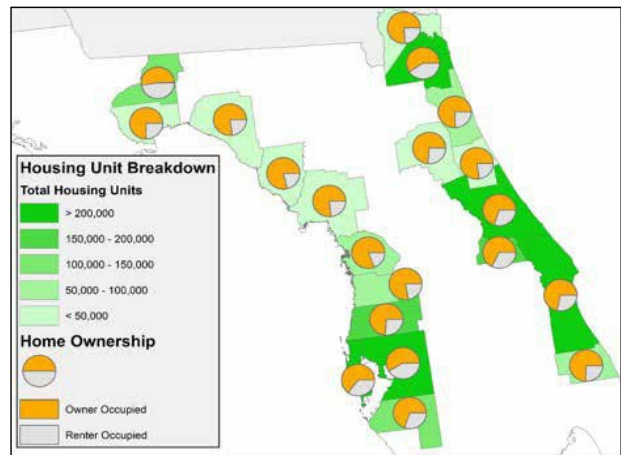 Housing Unit Breakdown
Total Housing Units
> 200,000
150,000 - 200,000
100,000 - 150,000
50,000 - 100,000
< 50,000
Home Ownership
Owner Occupied
Renter Occupied